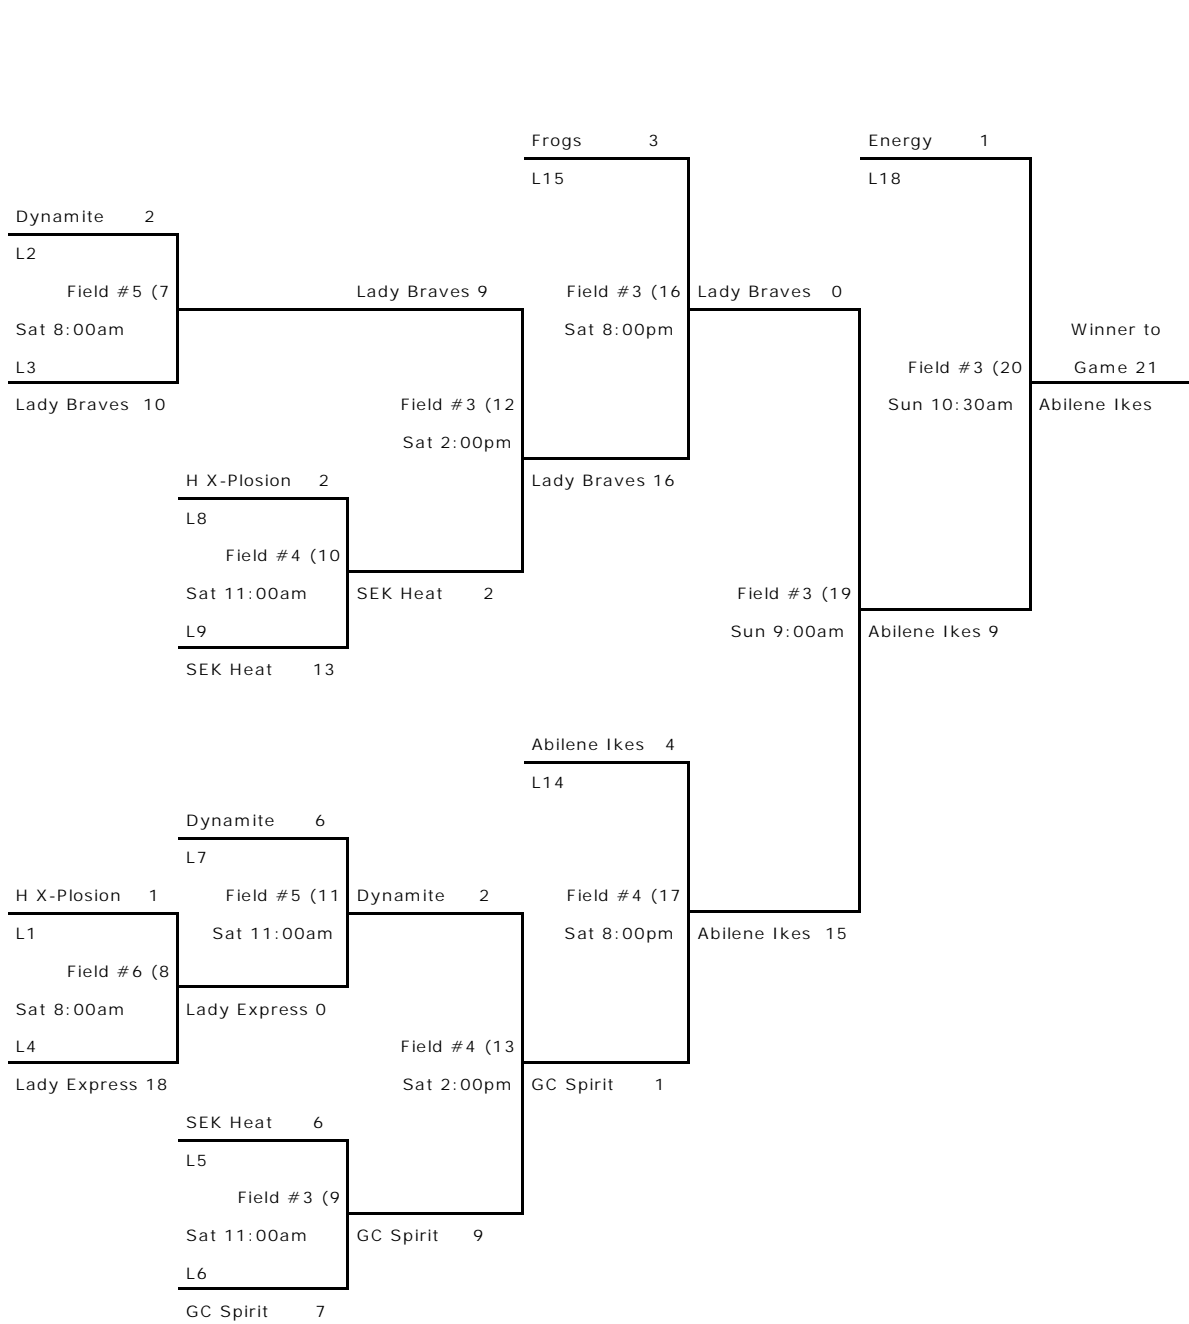 Frogs 3
Energy 1
L15
L18
Dynamite 2
L2
Field #5 (7
Lady Braves 9
Field #3 (16
Lady Braves 0
Sat 8:00am
Sat 8:00pm
Winner to
L3
Field #3 (20
Game 21
Lady Braves 10
Field #3 (12
Sun 10:30am
Abilene Ikes
Sat 2:00pm
H X-Plosion 2
Lady Braves 16
L8
Field #4 (10
Sat 11:00am
SEK Heat 2
Field #3 (19
L9
Sun 9:00am
Abilene Ikes 9
SEK Heat 13
Abilene Ikes 4
L14
Dynamite 6
L7
H X-Plosion 1
Field #5 (11
Dynamite 2
Field #4 (17
L1
Sat 11:00am
Sat 8:00pm
Abilene Ikes 15
Field #6 (8
Sat 8:00am
Lady Express 0
L4
Field #4 (13
Lady Express 18
Sat 2:00pm
GC Spirit 1
SEK Heat 6
L5
Field #3 (9
Sat 11:00am
GC Spirit 9
L6
GC Spirit 7